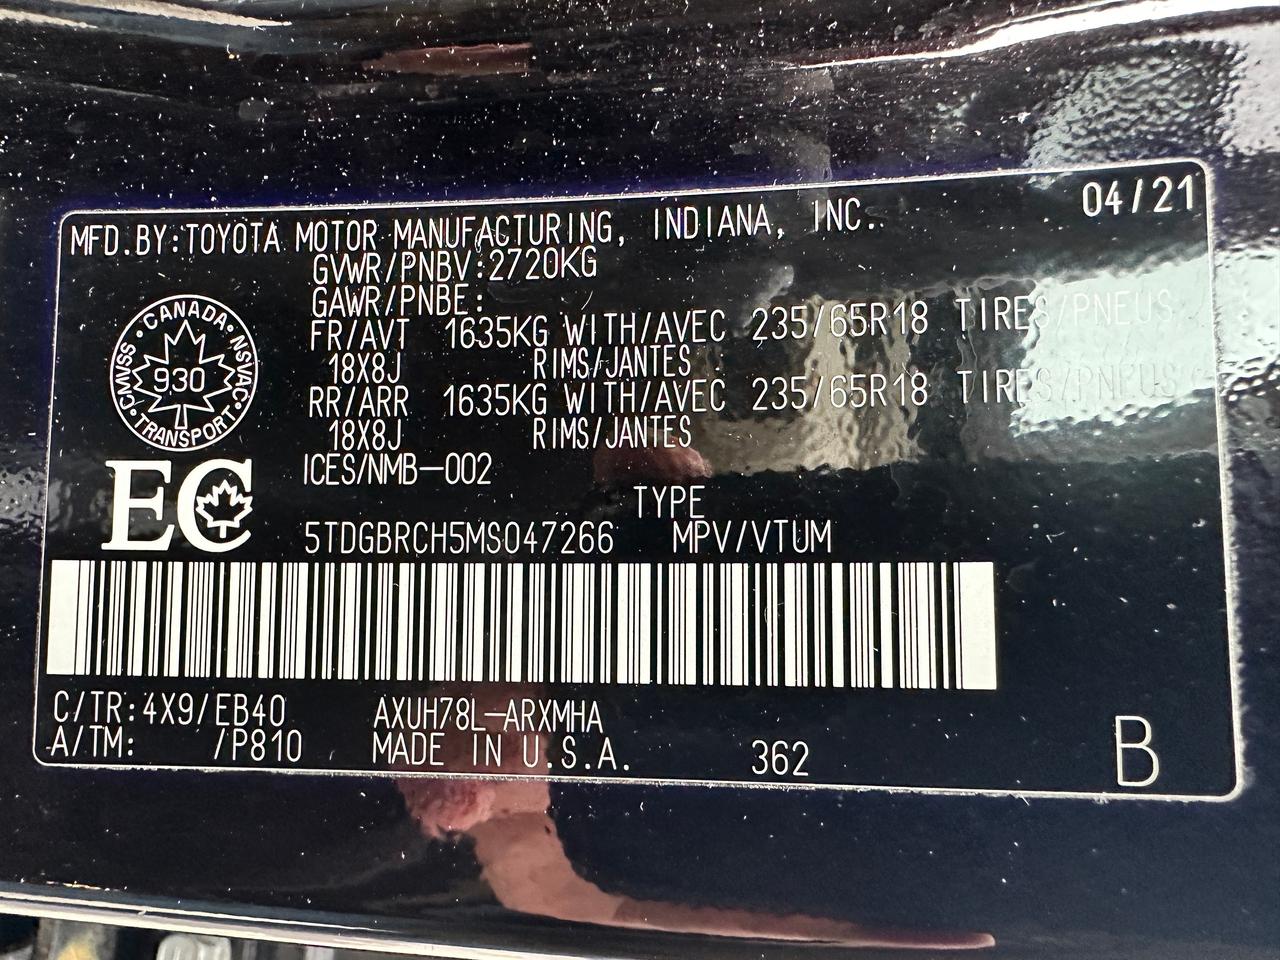 04/21
MFD.BY:TOYOTA MOTOR MANUFACTURING, INDIANA, INC.
GVWR/PNBV:2720KG
GAWR/PNBE:
FR/AVT 1635KG WITH/AVEC 235/65R18 TIRES/PNEUS
18X8J RIMS/JANTES
RR/ARR 1635KG WITH/AVEC 235/65R18 TIRES/PNEUS
18X8J RIMS/JANTES
ICES/NMB-002
CANADA · NSVAC · TRANSPORT · CMVSS ·
930
EC
TYPE
5TDGBRCH5MS047266 MPV/VTUM
C/TR:4X9/EB40 AXUH78L-ARXMHA
A/TM: /P810 MADE IN U.S.A. 362 B